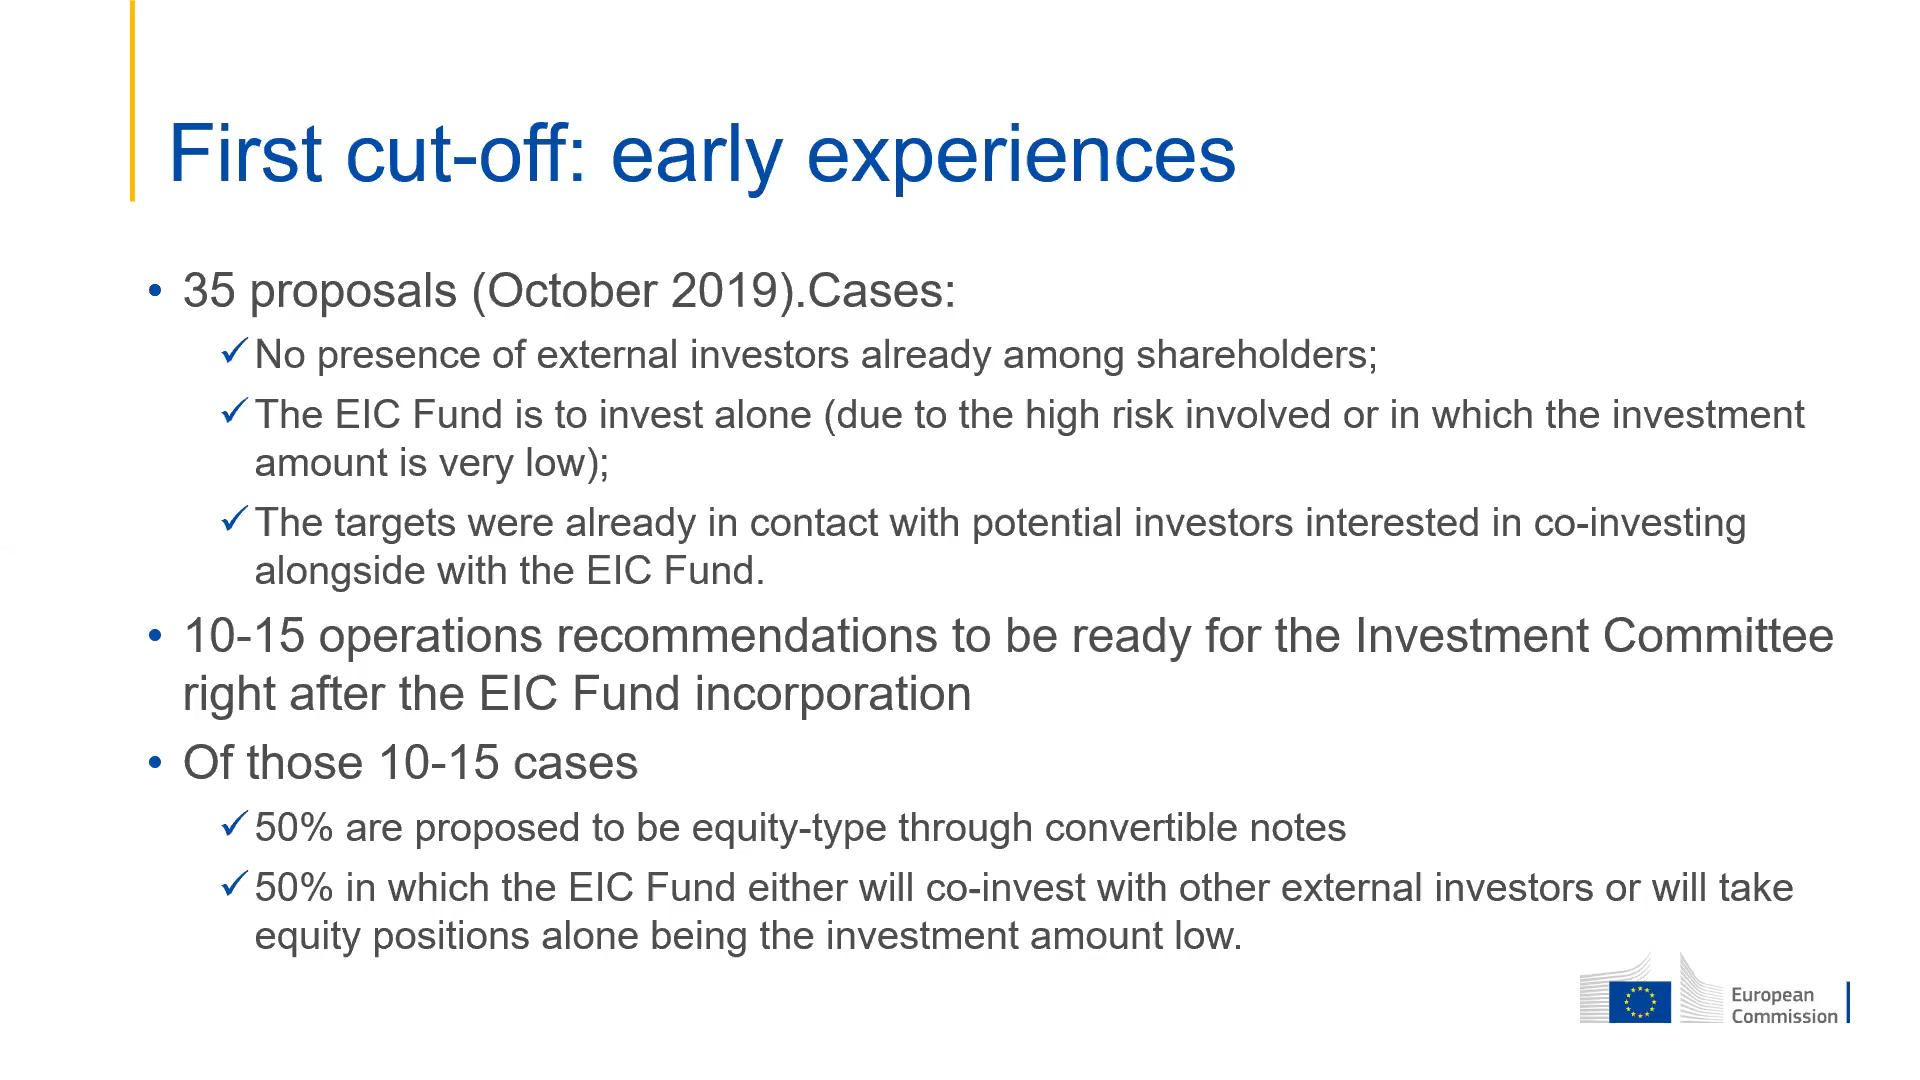 First cut-off: early experiences
• 35 proposals (October 2019).Cases:
✓ No presence of external investors already among shareholders;
✓ The EIC Fund is to invest alone (due to the high risk involved or in which the investment
amount is very low);
✓ The targets were already in contact with potential investors interested in co-investing
alongside with the EIC Fund.
• 10-15 operations recommendations to be ready for the Investment Committee
right after the EIC Fund incorporation
• Of those 10-15 cases
✓ 50% are proposed to be equity-type through convertible notes
✓ 50% in which the EIC Fund either will co-invest with other external investors or will take
equity positions alone being the investment amount low.
European
Commission